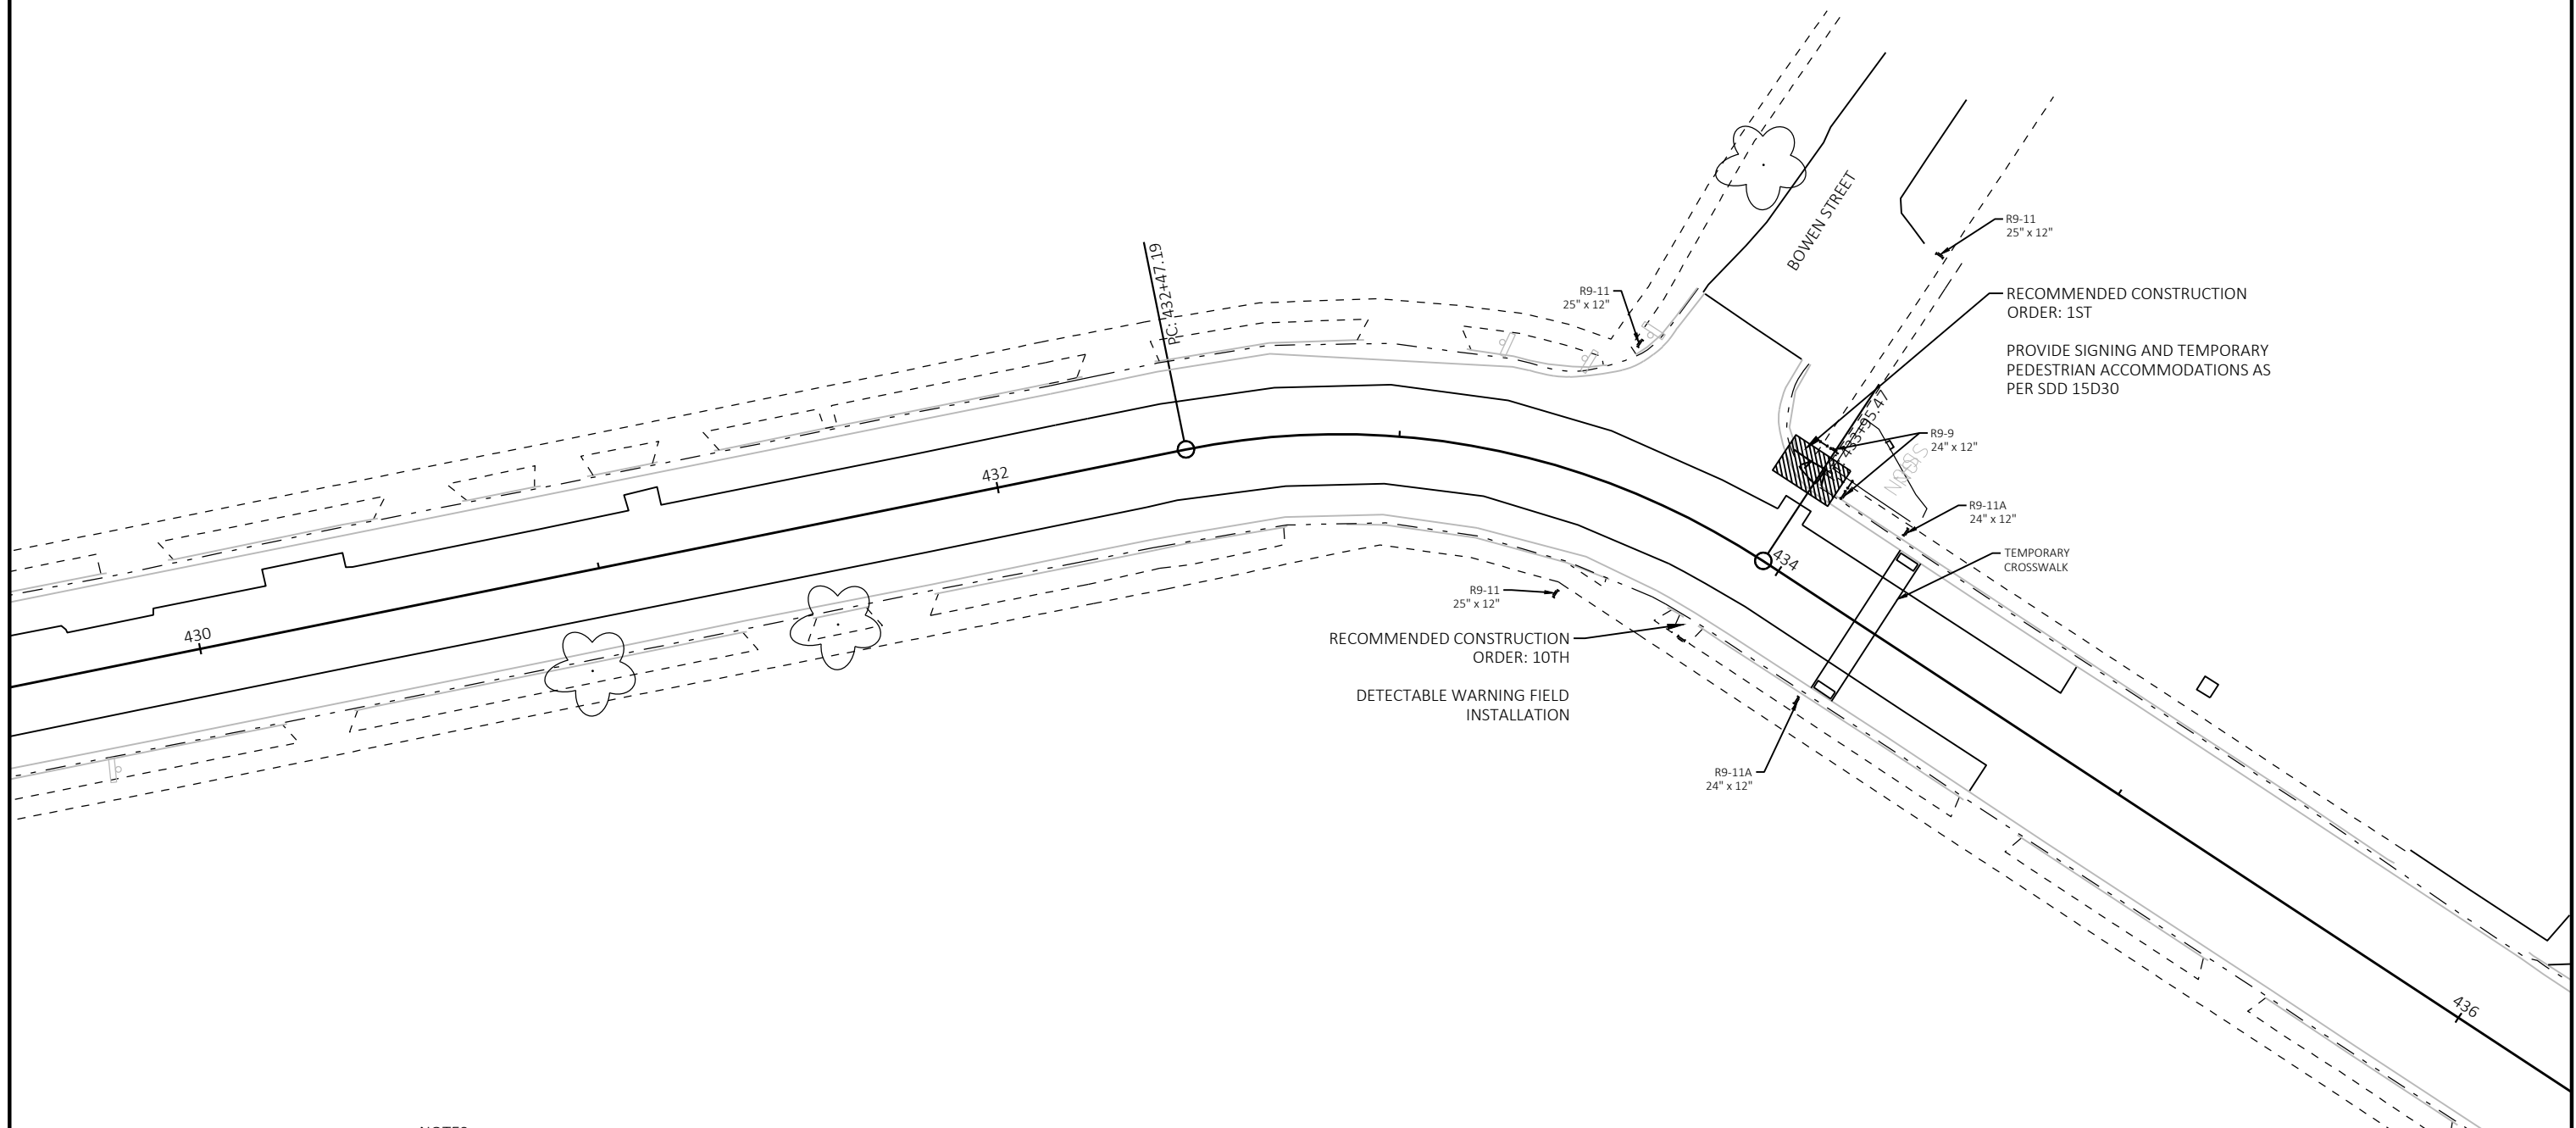 PC: 432+47.19
BOWEN STREET
R9-11
25" x 12"
R9-11
25" x 12"
RECOMMENDED CONSTRUCTION
ORDER: 1ST
PROVIDE SIGNING AND TEMPORARY
PEDESTRIAN ACCOMMODATIONS AS
PER SDD 15D30
433+95.47
R9-9
24" x 12"
R9-11A
24" x 12"
TEMPORARY
CROSSWALK
432
434
430
R9-11
25" x 12"
RECOMMENDED CONSTRUCTION
ORDER: 10TH
DETECTABLE WARNING FIELD
INSTALLATION
R9-11A
24" x 12"
436